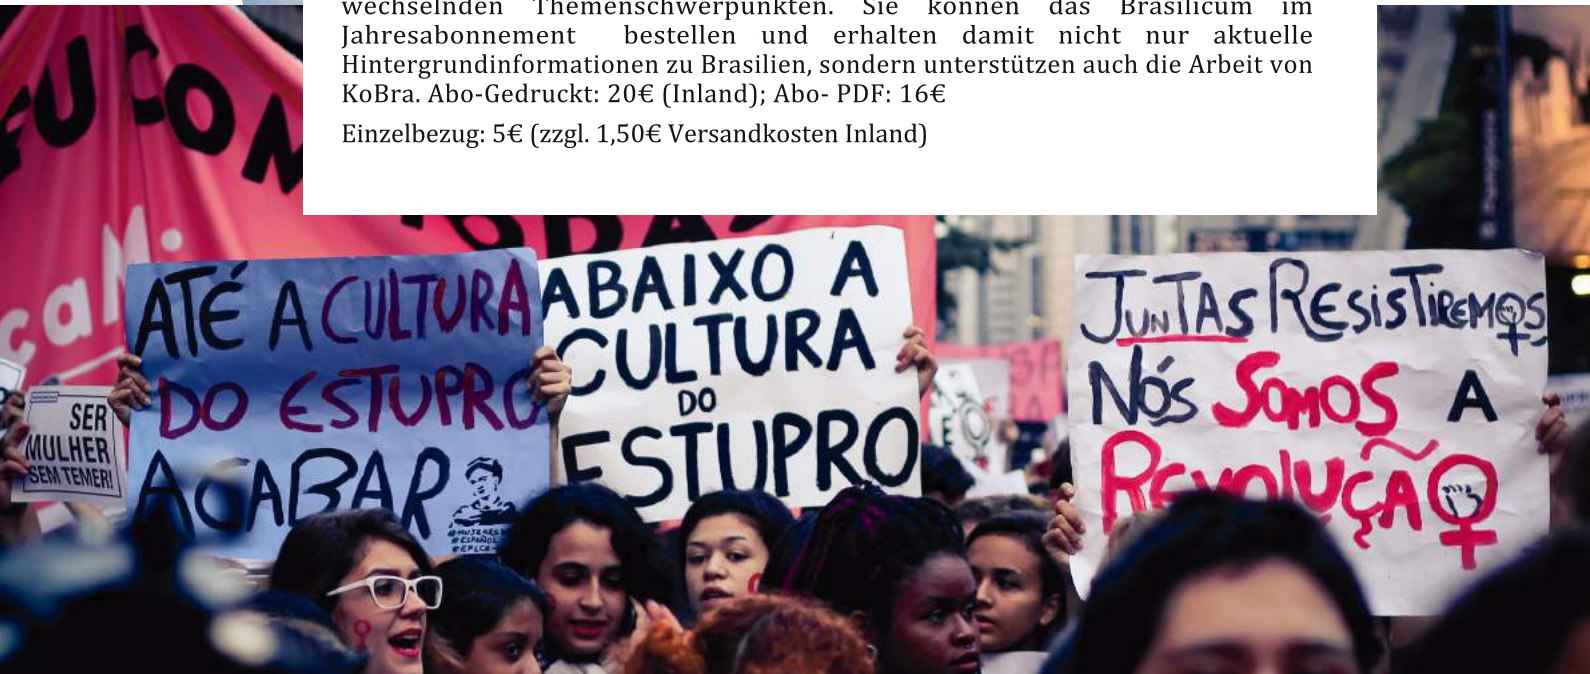 wechselnden Themenschwerpunkten. Sie können das Brasilicum im
Jahresabonnement bestellen und erhalten damit nicht nur aktuelle
Hintergrundinformationen zu Brasilien, sondern unterstützen auch die Arbeit von
KoBra. Abo-Gedruckt: 20€ (Inland); Abo- PDF: 16€
Einzelbezug: 5€ (zzgl. 1,50€ Versandkosten Inland)
ATÉ A CULTURA
DO ESTUPRO
ACABAR
ABAIXO A
CULTURA
DO
ESTUPRO
JUNTAS RESISTIREMOS,
NÓS SOMOS A
REVOLUÇÃO
SER
MULHER
SEM TEMER!